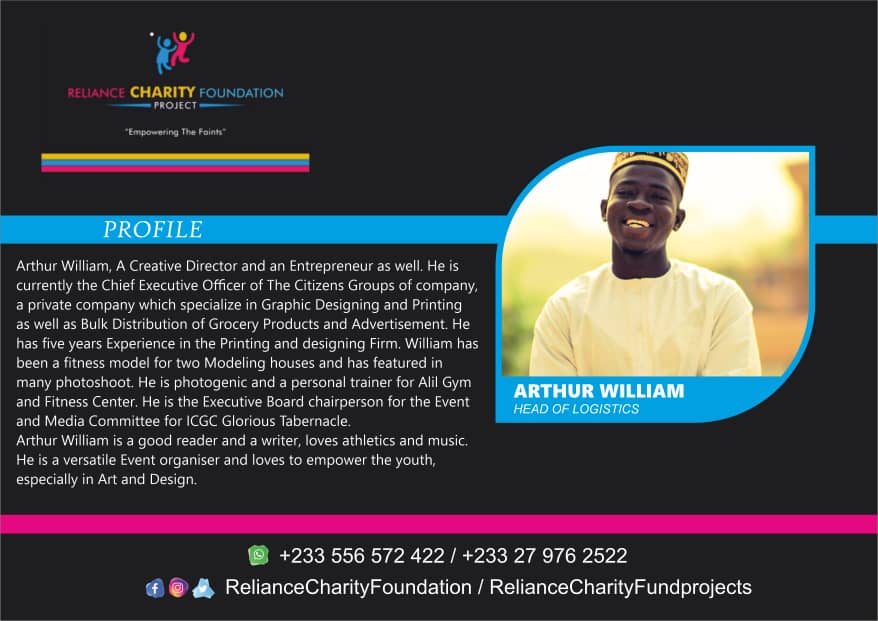 RELIANCE CHARITY FOUNDATION
PROJECT
"Empowering The Faints"
PROFILE
Arthur William, A Creative Director and an Entrepreneur as well. He is
currently the Chief Executive Officer of The Citizens Groups of company,
a private company which specialize in Graphic Designing and Printing
as well as Bulk Distribution of Grocery Products and Advertisement. He
has five years Experience in the Printing and designing Firm. William has
been a fitness model for two Modeling houses and has featured in
many photoshoot. He is photogenic and a personal trainer for Alil Gym
and Fitness Center. He is the Executive Board chairperson for the Event
and Media Committee for ICGC Glorious Tabernacle.
Arthur William is a good reader and a writer, loves athletics and music.
He is a versatile Event organiser and loves to empower the youth,
especially in Art and Design.
ARTHUR WILLIAM
HEAD OF LOGISTICS
+233 556 572 422 / +233 27 976 2522
RelianceCharityFoundation / RelianceCharityFundprojects